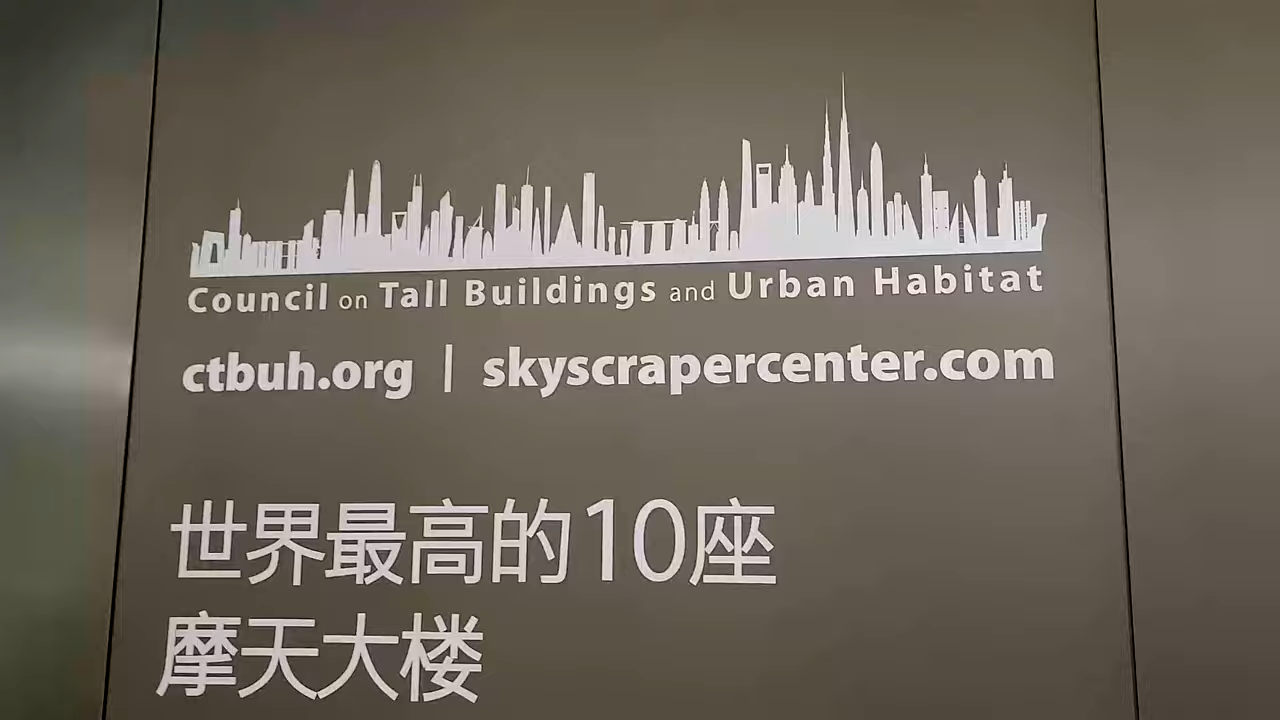 Council on Tall Buildings and Urban Habitat
ctbuh.org | skyscrapercenter.com
世界最高的10座
摩天大楼